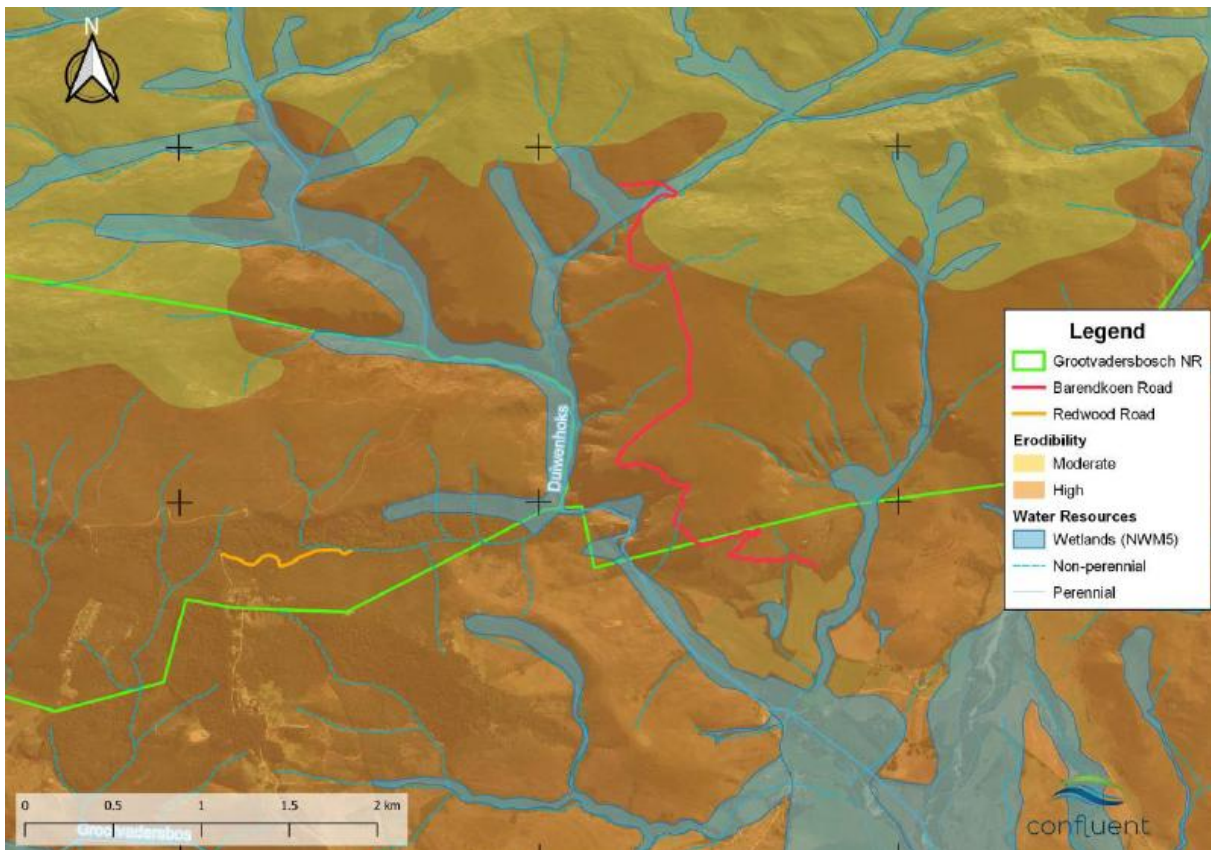 N
Duiwenhoks
Legend
Grootvadersbosch NR
Barendkoen Road
Redwood Road
Erodibility
Moderate
High
Water Resources
Wetlands (NWM5)
Non-perennial
Perennial
0 0.5 1 1.5 2 km
Grootvadersbos
confluent